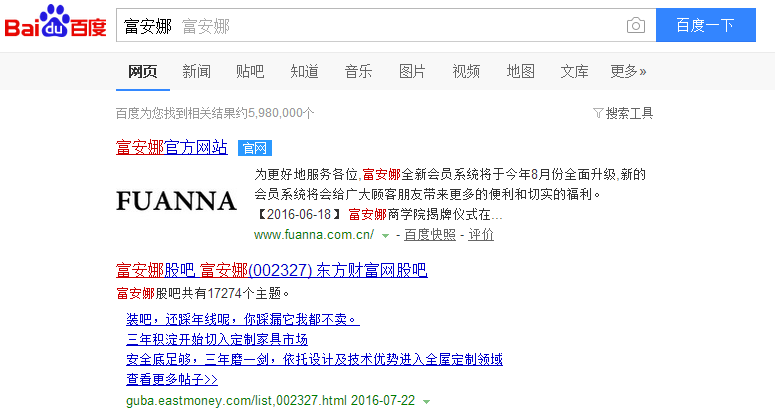 Bai du 百度 富安娜 富安娜 百度一下
网页 新闻 贴吧 知道 音乐 图片 视频 地图 文库 更多»
百度为您找到相关结果约5,980,000个 搜索工具
富安娜官方网站 官网
为更好地服务各位,富安娜全新会员系统将于今年8月份全面升级,新的
会员系统将会给广大顾客朋友带来更多的便利和切实的福利。
FUANNA
【2016-06-18】 富安娜商学院揭牌仪式在...
www.fuanna.com.cn/ - 百度快照 - 评价
富安娜股吧 富安娜(002327) 东方财富网股吧
富安娜股吧共有17274个主题。
装吧，还踩年线呢，你踩漏它我都不卖。
三年积淀开始切入定制家具市场
安全底足够，三年磨一剑，依托设计及技术优势进入全屋定制领域
查看更多帖子>>
guba.eastmoney.com/list,002327.html 2016-07-22